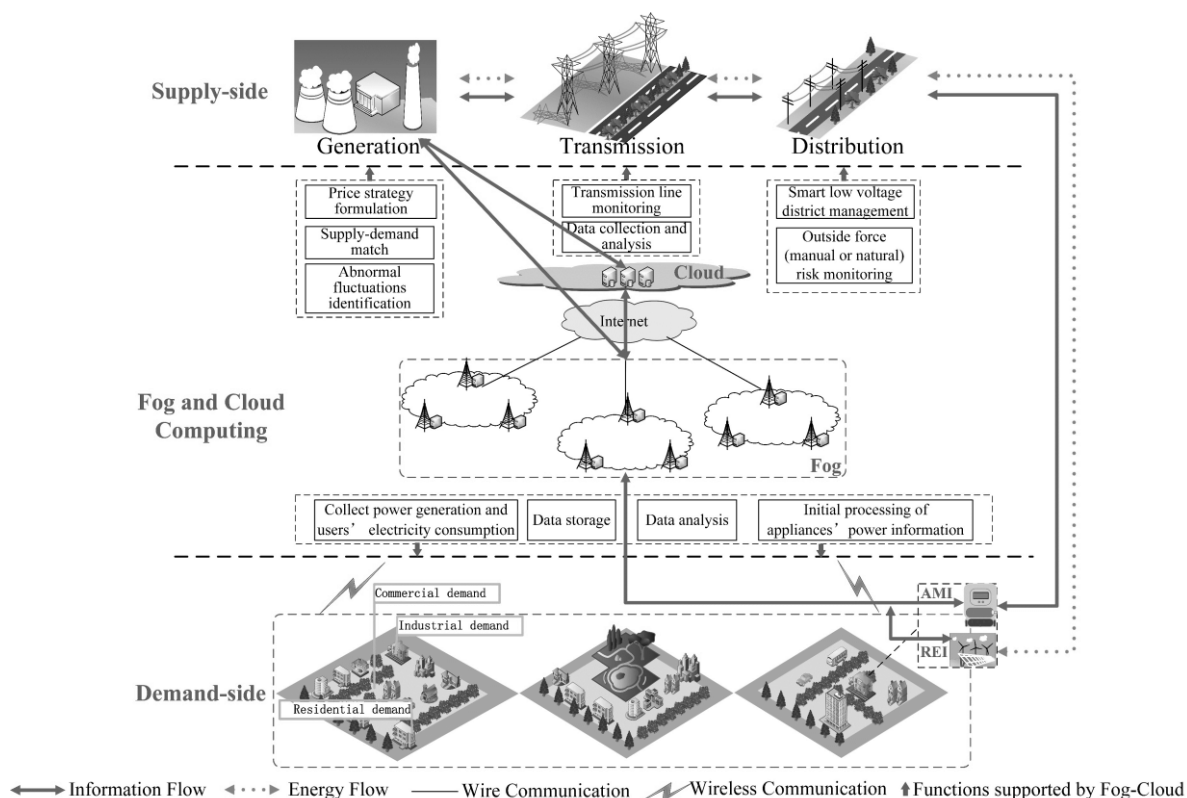 Supply-side
Generation
Transmission
Distribution
Price strategy
formulation
Supply-demand
match
Abnormal
fluctuations
identification
Transmission line
monitoring
Data collection and
analysis
Smart low voltage
district management
Outside force
(manual or natural)
risk monitoring
Cloud
Internet
Fog and Cloud
Computing
Fog
Collect power generation and
users’ electricity consumption
Data storage
Data analysis
Initial processing of
appliances’ power information
Commercial demand
Industrial demand
AMI
REI
Demand-side
Residential demand
Information Flow
Energy Flow
Wire Communication
Wireless Communication
Functions supported by Fog-Cloud